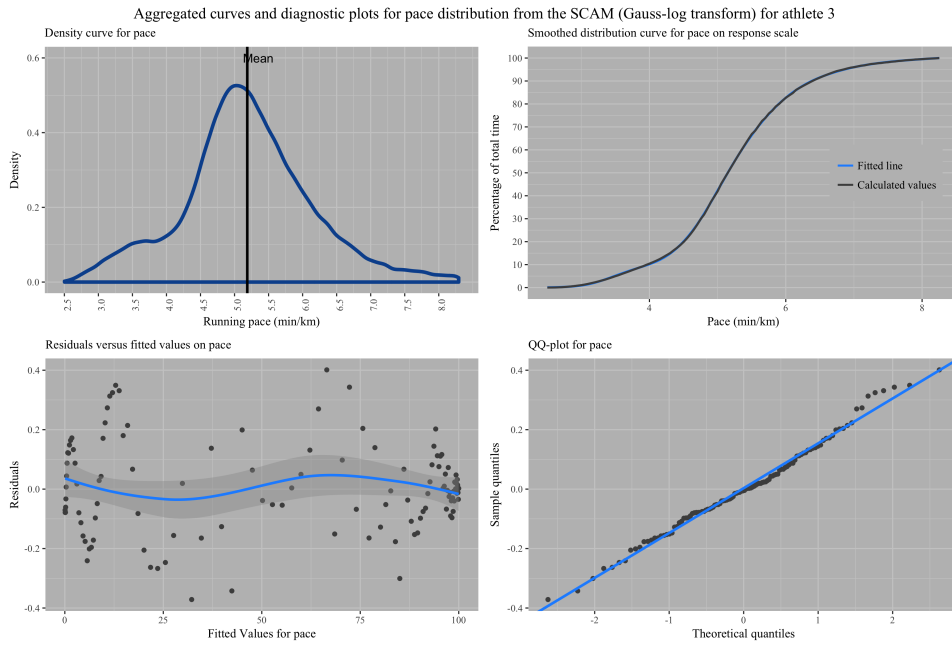 Aggregated curves and diagnostic plots for pace distribution from the SCAM (Gauss-log transform) for athlete 3
Density curve for pace
Mean
0.6
0.4
0.2
0.0
Density
2.5 3.0 3.5 4.0 4.5 5.0 5.5 6.0 6.5 7.0 7.5 8.0
Running pace (min/km)
Smoothed distribution curve for pace on response scale
100
90
80
70
60
50
40
30
20
10
0
Percentage of total time
Fitted line
Calculated values
4 6 8
Pace (min/km)
Residuals versus fitted values on pace
0.4
0.2
0.0
-0.2
-0.4
Residuals
0 25 50 75 100
Fitted Values for pace
QQ-plot for pace
0.4
0.2
0.0
-0.2
-0.4
Sample quantiles
-2 -1 0 1 2
Theoretical quantiles